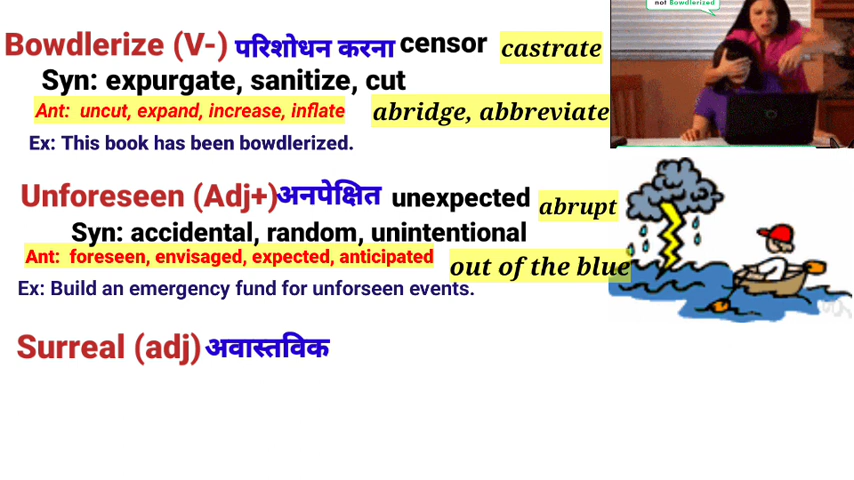 not Bowdlerized
Bowdlerize (V-) परिशोधन करना censor castrate
Syn: expurgate, sanitize, cut
Ant: uncut, expand, increase, inflate abridge, abbreviate
Ex: This book has been bowdlerized.
Unforeseen (Adj+) अनपेक्षित unexpected abrupt
Syn: accidental, random, unintentional
Ant: foreseen, envisaged, expected, anticipated out of the blue
Ex: Build an emergency fund for unforseen events.
Surreal (adj) अवास्तविक